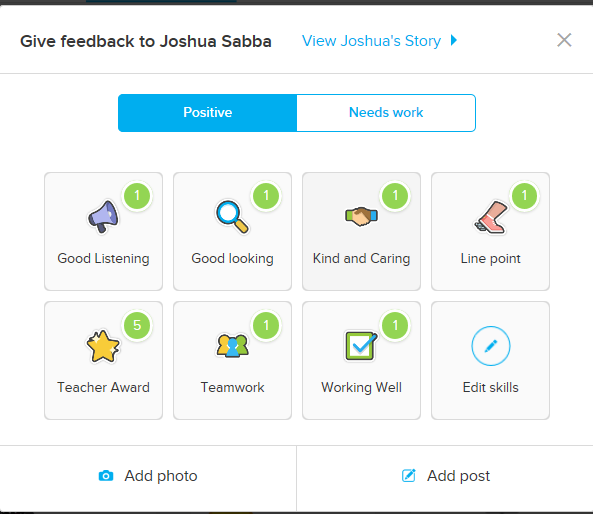 Give feedback to Joshua Sabba
View Joshua's Story
Positive
Needs work
1
1
1
1
Good Listening
Good looking
Kind and Caring
Line point
5
1
1
Teacher Award
Teamwork
Working Well
Edit skills
Add photo
Add post